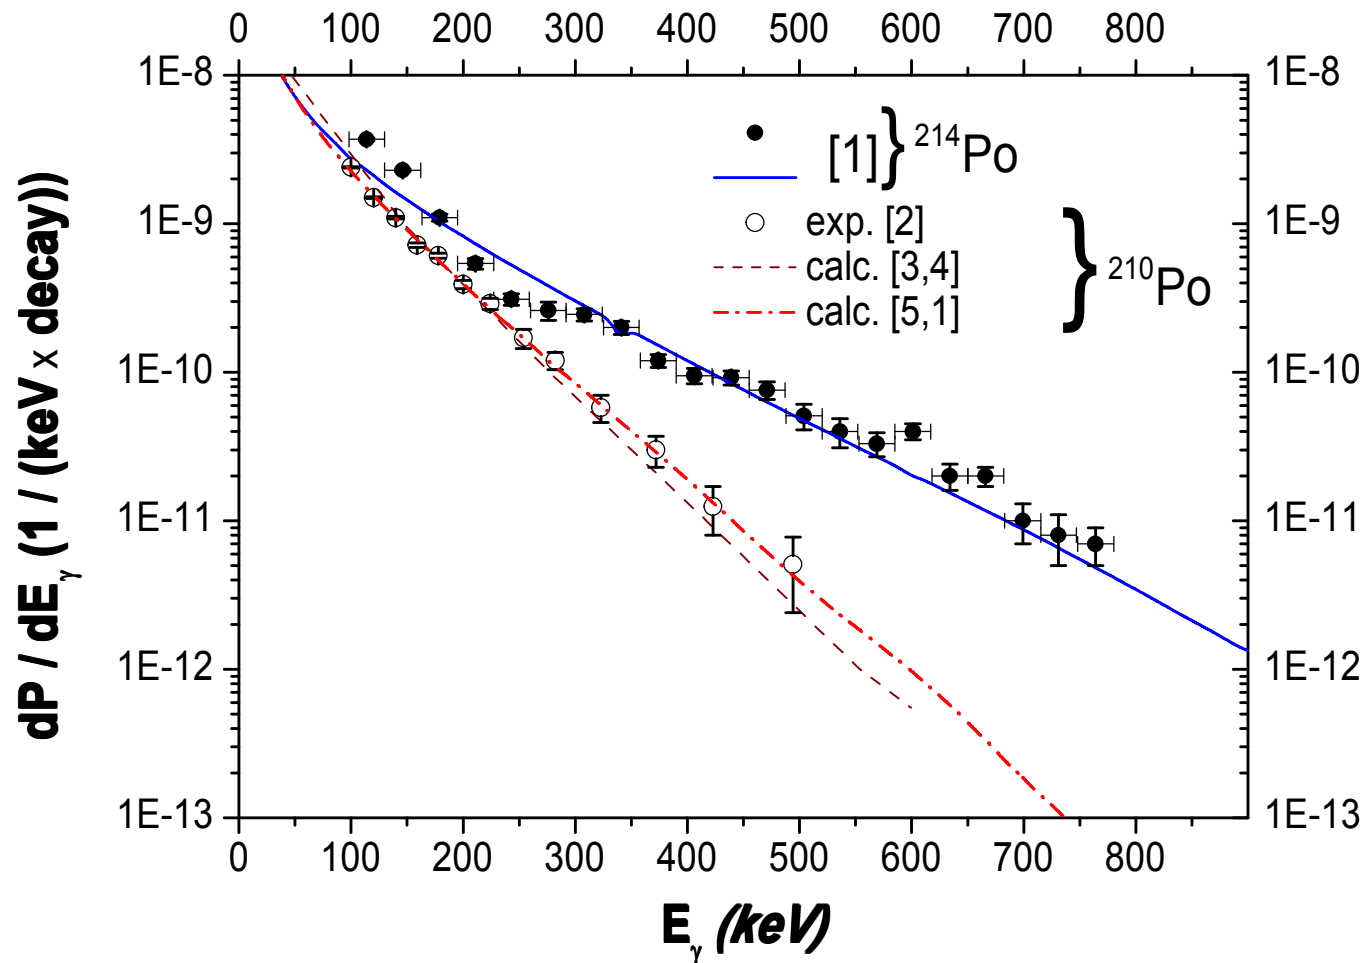 0 100 200 300 400 500 600 700 800
1E-8 1E-8
[1] } ²¹⁴Po
1E-9 1E-9
exp. [2]
calc. [3,4] } ²¹⁰Po
calc. [5,1]
1E-10 1E-10
1E-11 1E-11
1E-12 1E-12
1E-13 1E-13
0 100 200 300 400 500 600 700 800
dP / dEᵧ (1 / (keV x decay))
Eᵧ (keV)